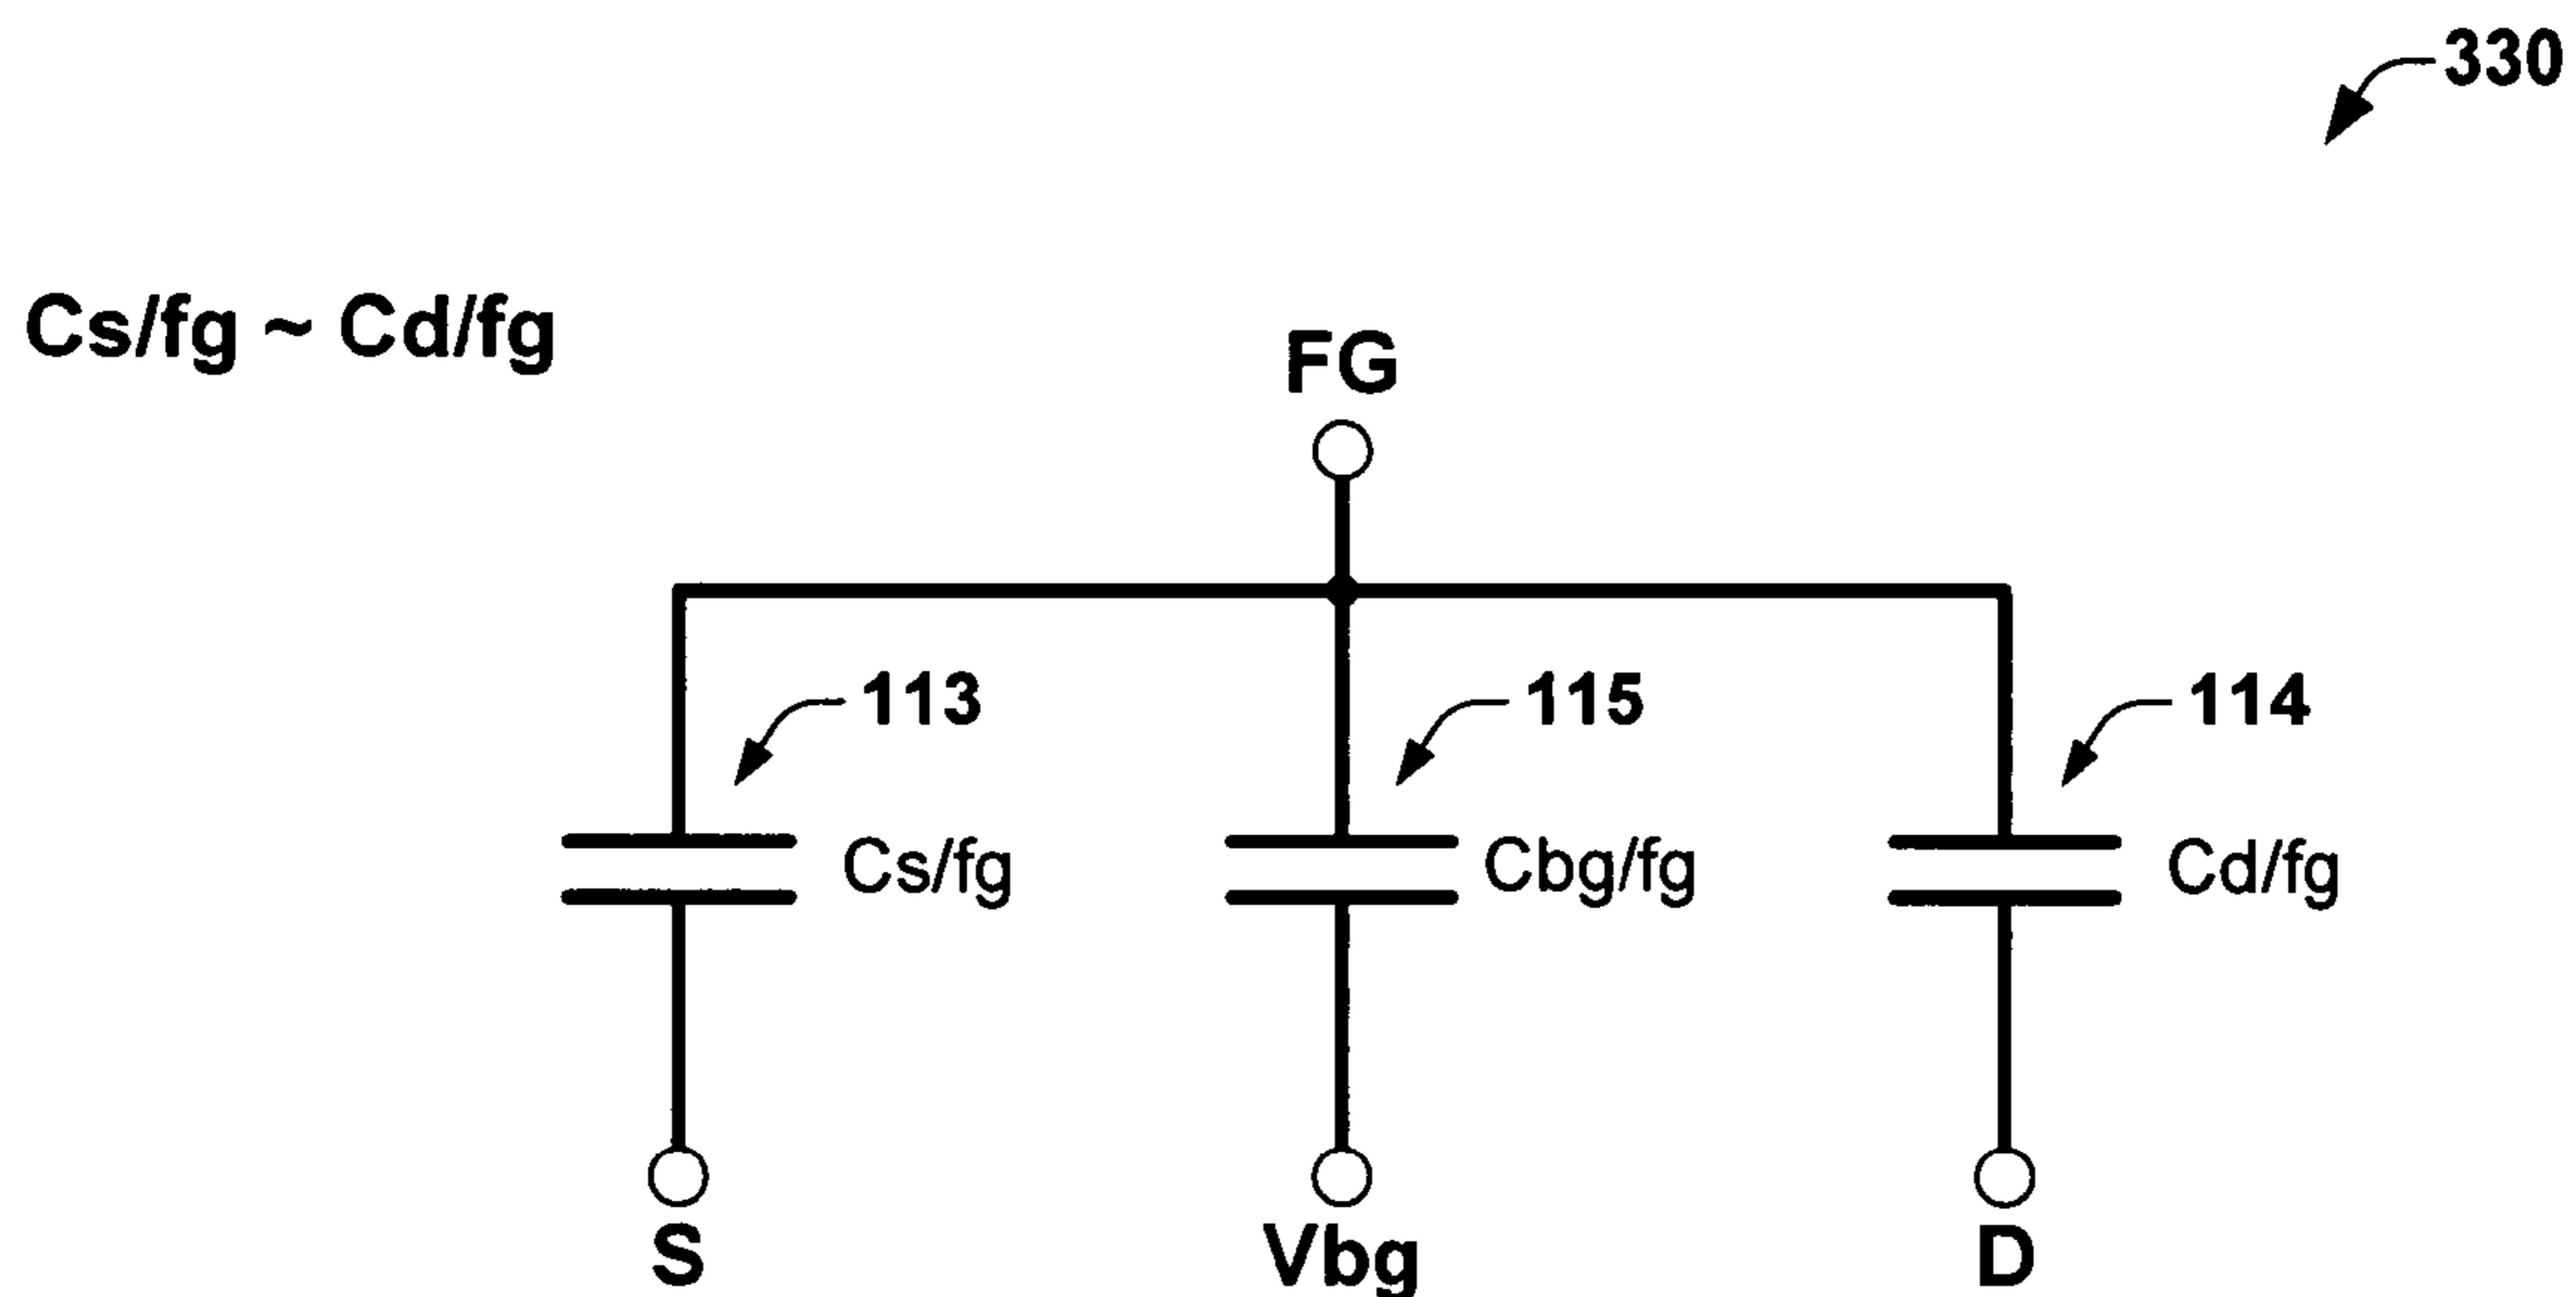 330
Cs/fg ~ Cd/fg
FG
113
115
114
Cs/fg
Cbg/fg
Cd/fg
S
Vbg
D